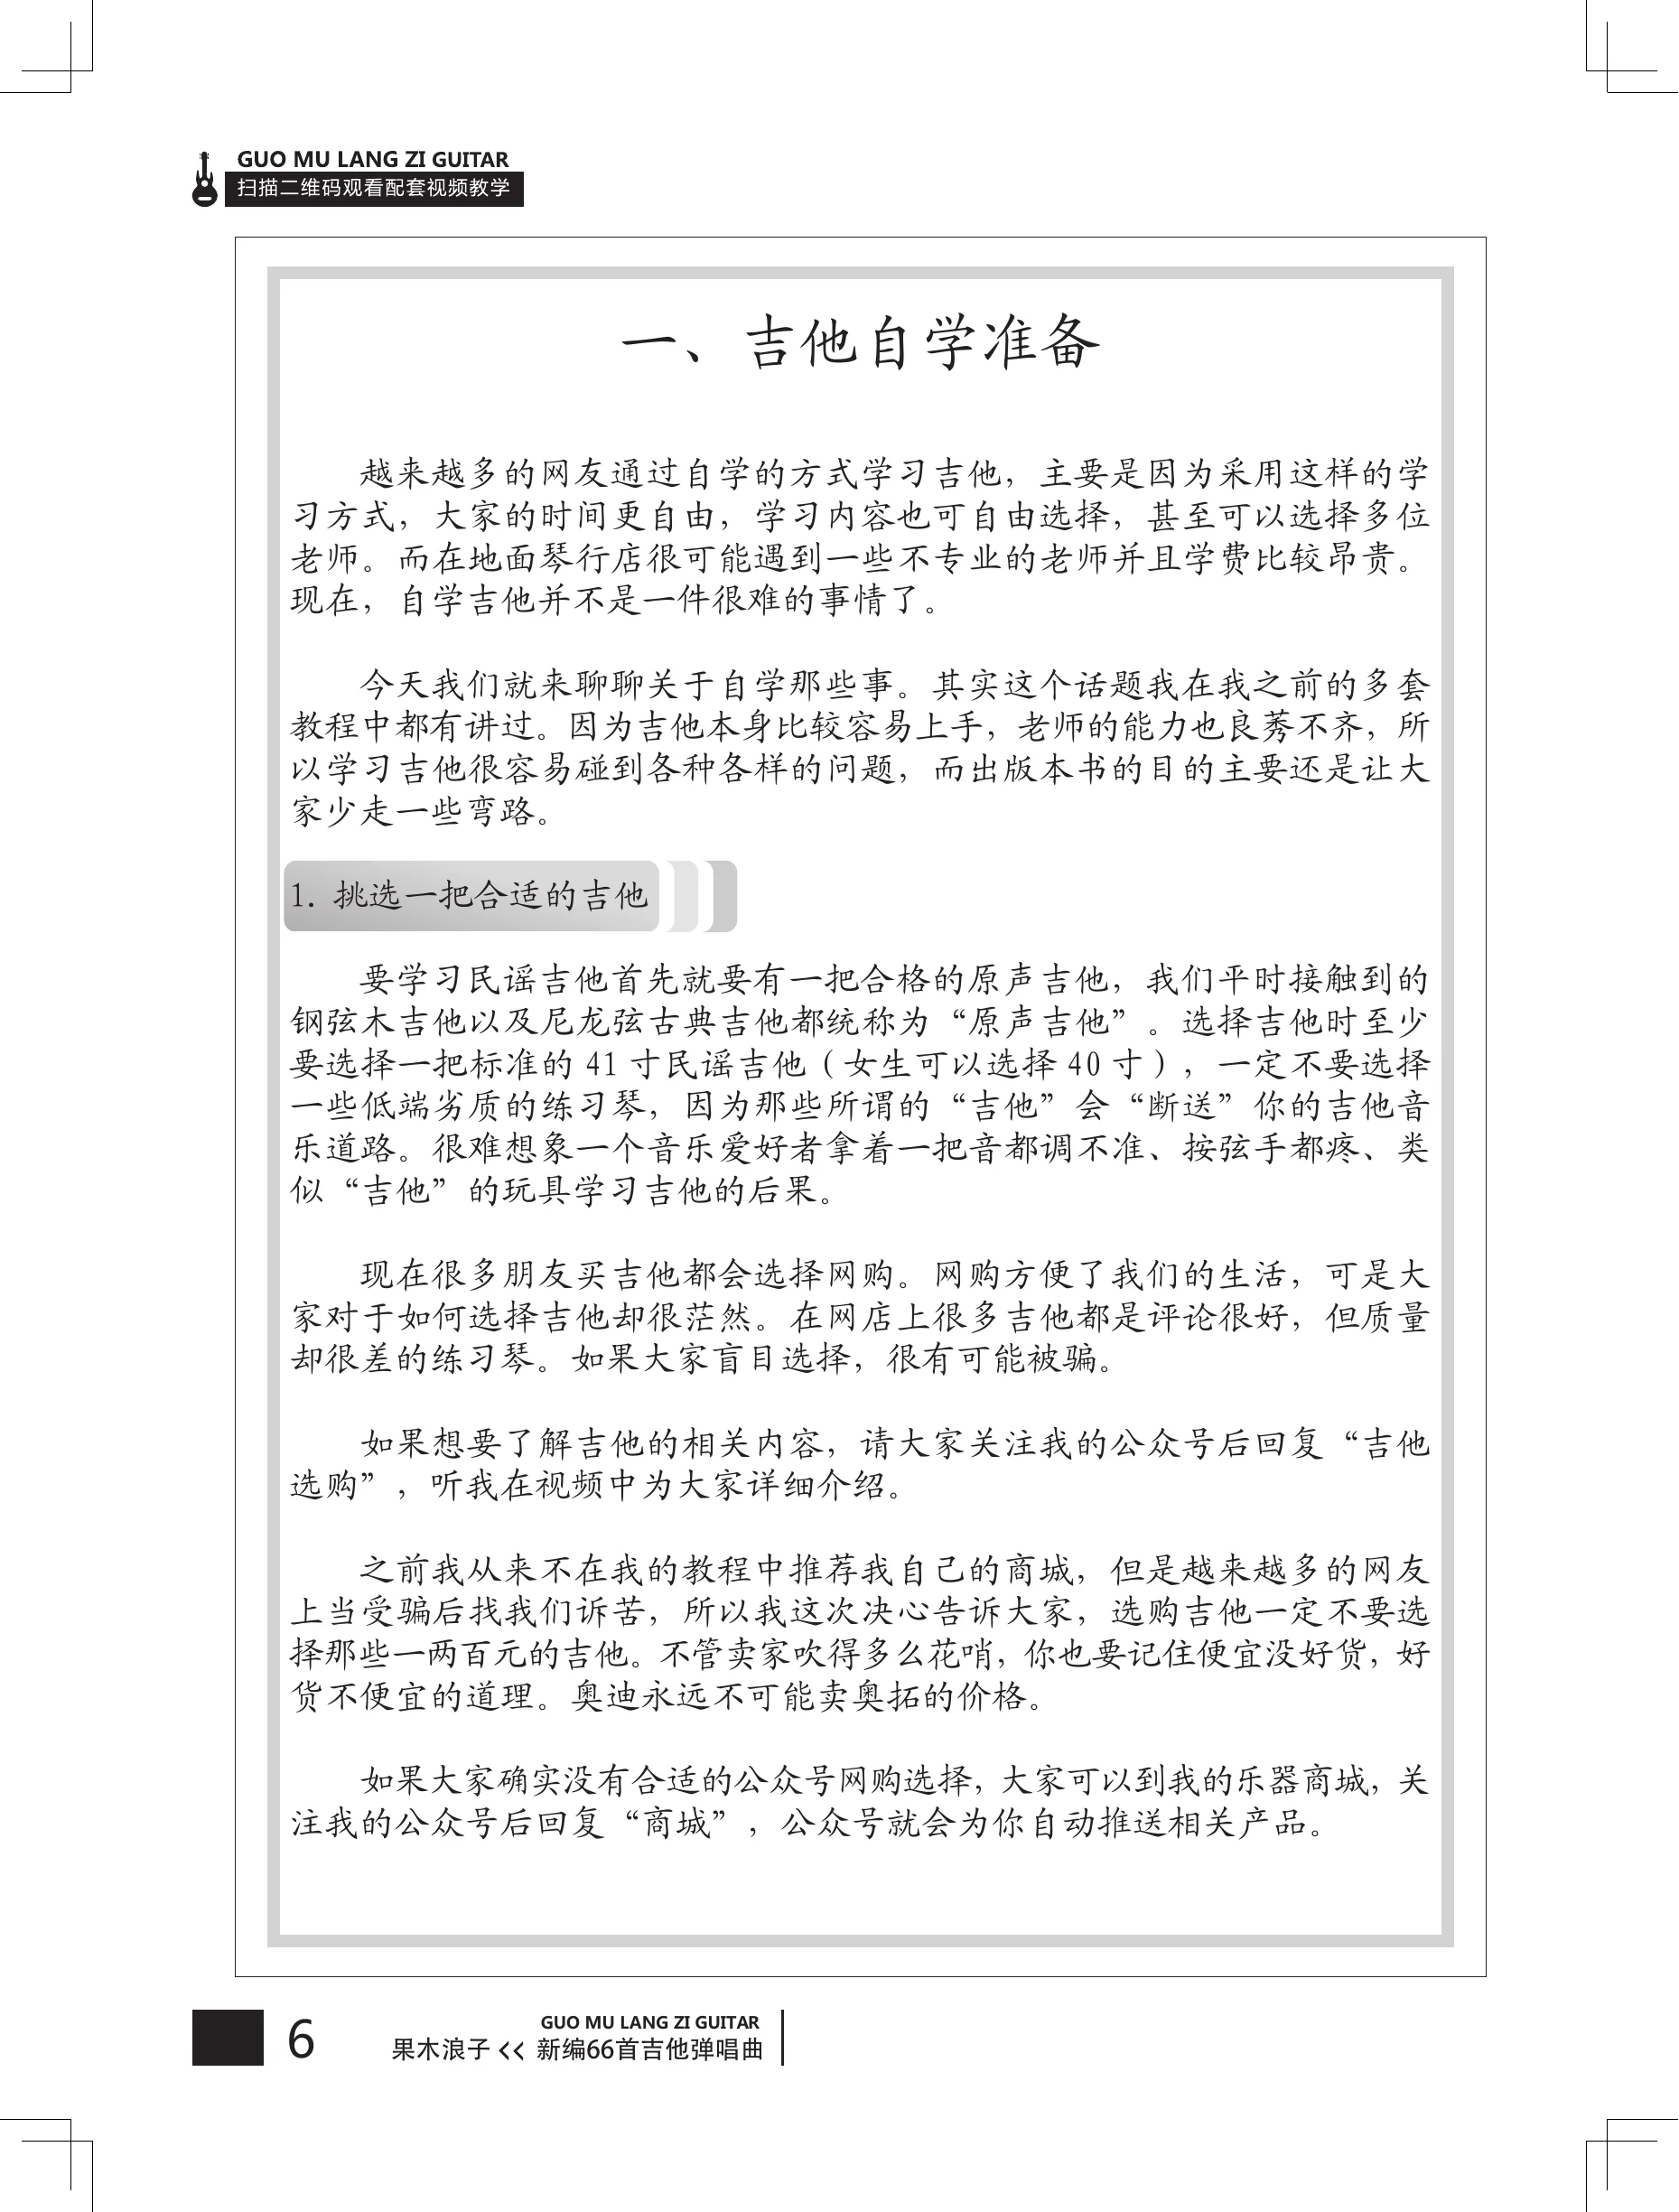 GUO MU LANG ZI GUITAR
扫描二维码观看配套视频教学
一、吉他自学准备
越来越多的网友通过自学的方式学习吉他，主要是因为采用这样的学
习方式，大家的时间更自由，学习内容也可自由选择，甚至可以选择多位
老师。而在地面琴行店很可能遇到一些不专业的老师并且学费比较昂贵。
现在，自学吉他并不是一件很难的事情了。
今天我们就来聊聊关于自学那些事。其实这个话题我在我之前的多套
教程中都有讲过。因为吉他本身比较容易上手，老师的能力也良莠不齐，所
以学习吉他很容易碰到各种各样的问题，而出版本书的目的主要还是让大
家少走一些弯路。
1. 挑选一把合适的吉他
要学习民谣吉他首先就要有一把合格的原声吉他，我们平时接触到的
钢弦木吉他以及尼龙弦古典吉他都统称为“原声吉他”。选择吉他时至少
要选择一把标准的 41 寸民谣吉他（女生可以选择 40 寸），一定不要选择
一些低端劣质的练习琴，因为那些所谓的“吉他”会“断送”你的吉他音
乐道路。很难想象一个音乐爱好者拿着一把音都调不准、按弦手都疼、类
似“吉他”的玩具学习吉他的后果。
现在很多朋友买吉他都会选择网购。网购方便了我们的生活，可是大
家对于如何选择吉他却很茫然。在网店上很多吉他都是评论很好，但质量
却很差的练习琴。如果大家盲目选择，很有可能被骗。
如果想要了解吉他的相关内容，请大家关注我的公众号后回复“吉他
选购”，听我在视频中为大家详细介绍。
之前我从来不在我的教程中推荐我自己的商城，但是越来越多的网友
上当受骗后找我们诉苦，所以我这次决心告诉大家，选购吉他一定不要选
择那些一两百元的吉他。不管卖家吹得多么花哨，你也要记住便宜没好货，好
货不便宜的道理。奥迪永远不可能卖奥拓的价格。
如果大家确实没有合适的公众号网购选择，大家可以到我的乐器商城，关
注我的公众号后回复“商城”，公众号就会为你自动推送相关产品。
6
GUO MU LANG ZI GUITAR
果木浪子 << 新编66首吉他弹唱曲